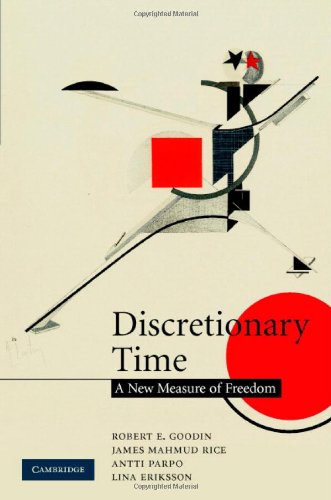 Discretionary
Time
A New Measure of Freedom
ROBERT E. GOODIN
JAMES MAHMUD RICE
ANTTI PARPO
LINA ERIKSSON
CAMBRIDGE